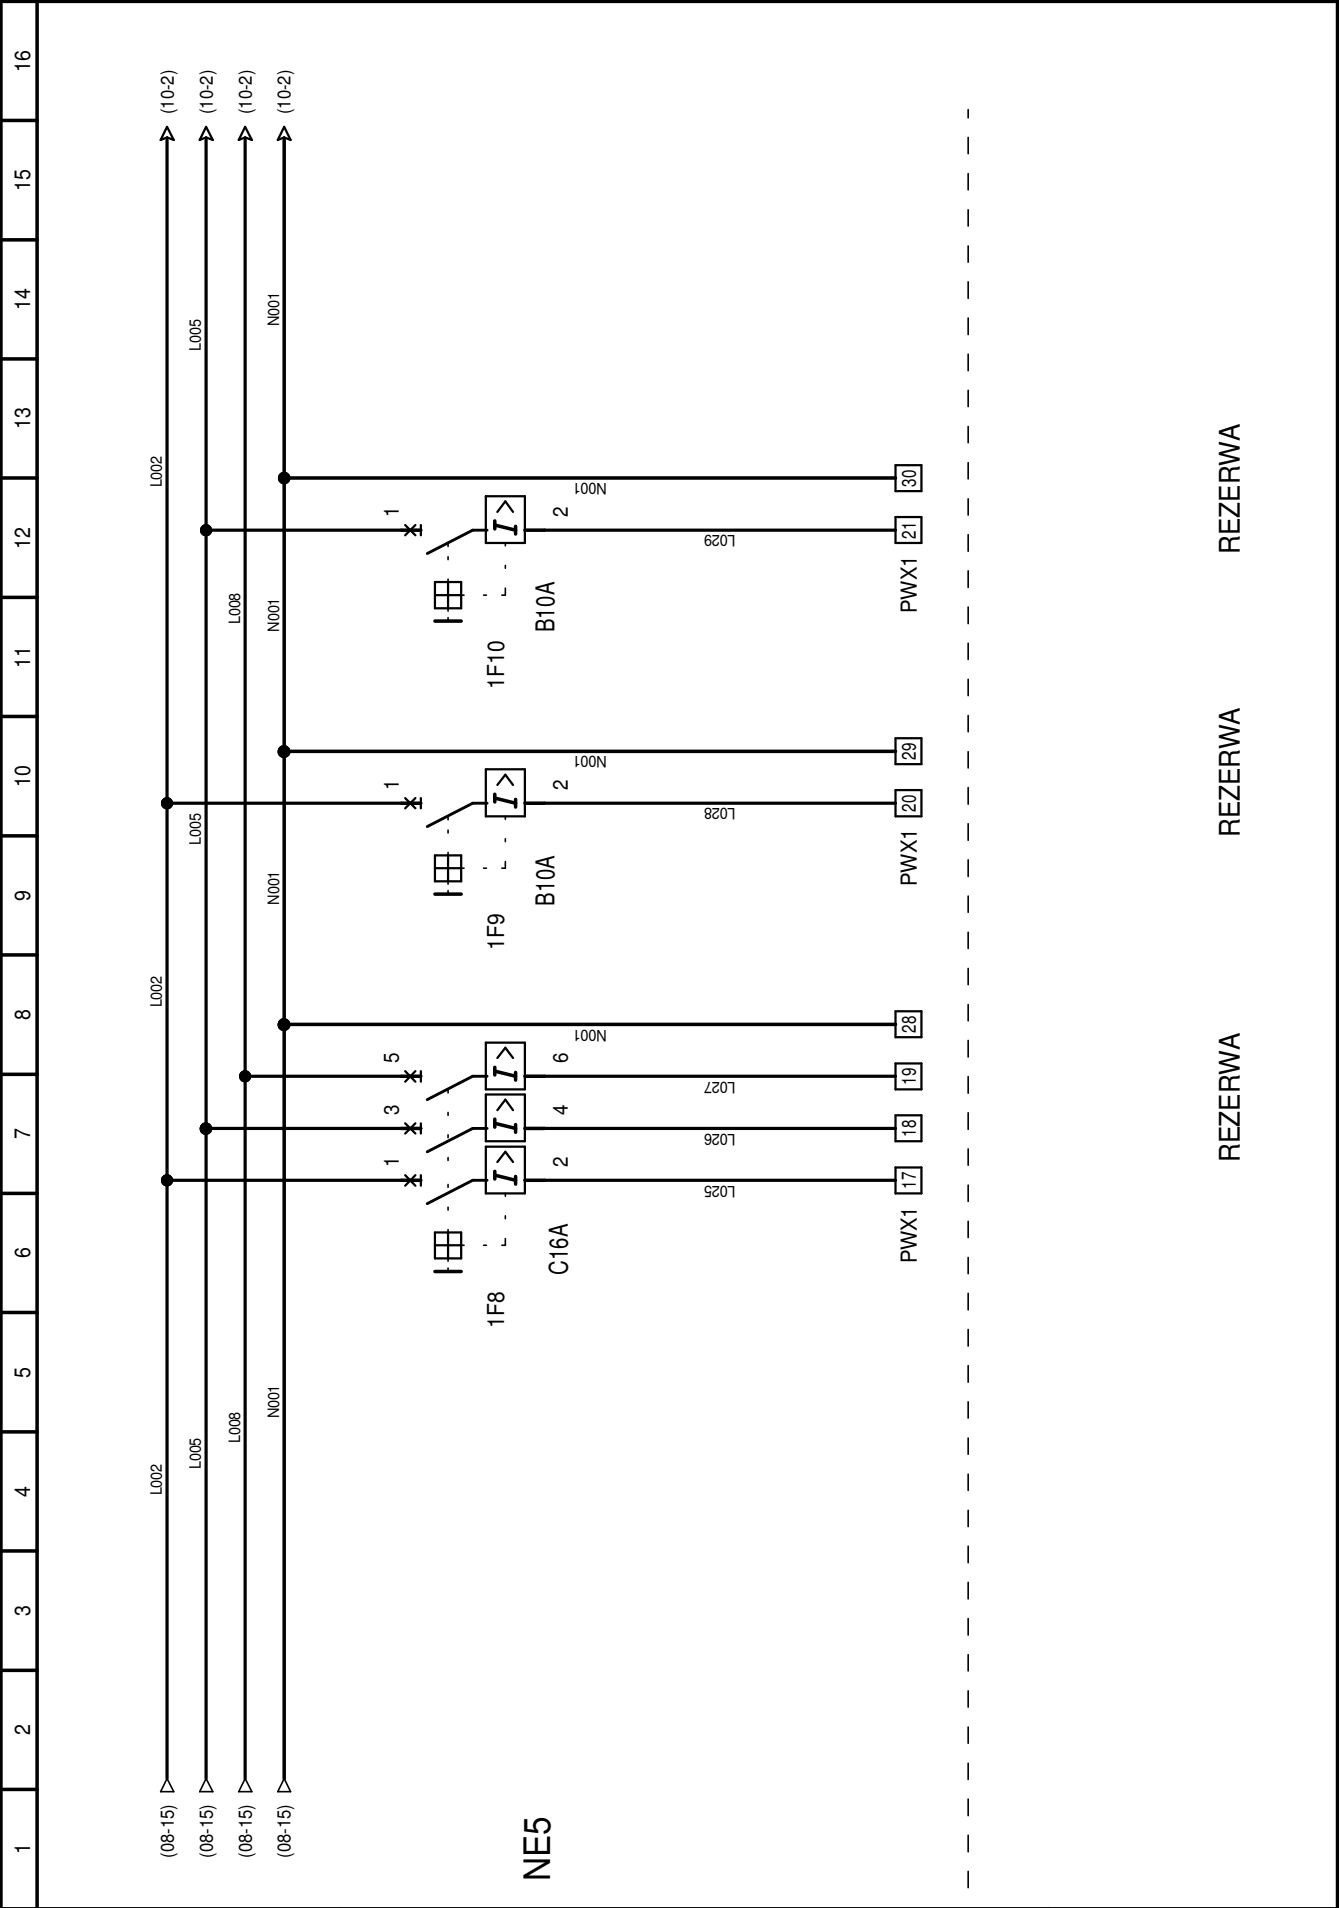 1 2 3 4 5 6 7 8 9 10 11 12 13 14 15 16
(08-15) L002 L002 L002 (10-2)
(08-15) L005 L005 L005 (10-2)
(08-15) L008 L008 (10-2)
(08-15) N001 N001 N001 N001 (10-2)
1 3 5 1 1
1F8 1F9 1F10
NE5
C16A B10A B10A
2 4 6 2 2
N001 N001 N001
L025 L026 L027 L028 L029
PWX1 17 18 19 28 PWX1 20 29 PWX1 21 30
REZERWA REZERWA REZERWA